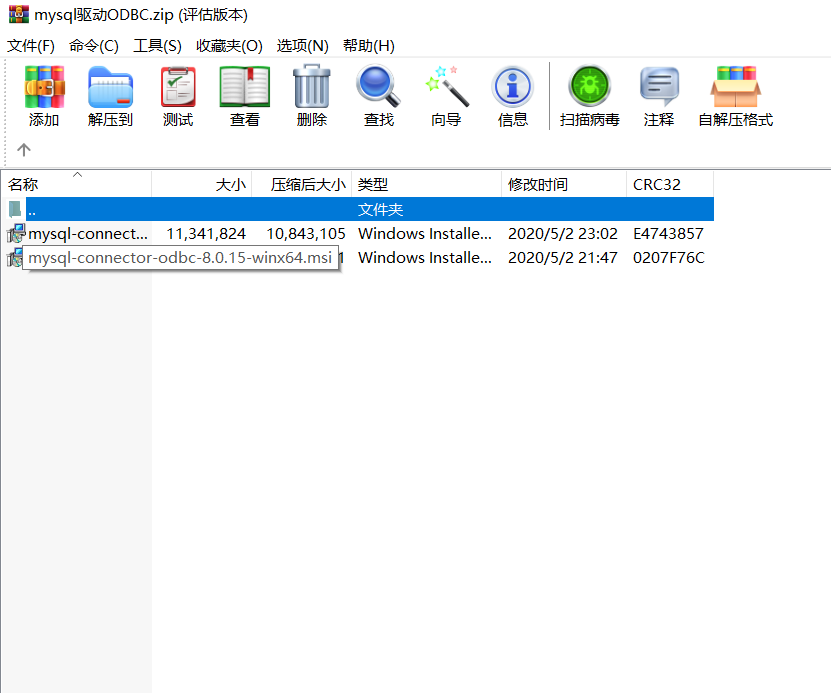 mysql驱动ODBC.zip (评估版本)
文件(F) 命令(C) 工具(S) 收藏夹(O) 选项(N) 帮助(H)
添加 解压到 测试 查看 删除 查找 向导 信息 扫描病毒 注释 自解压格式
名称 大小 压缩后大小 类型 修改时间 CRC32
.. 文件夹
mysql-connect... 11,341,824 10,843,105 Windows Installe... 2020/5/2 23:02 E4743857
mysql-connector-odbc-8.0.15-winx64.msi 1 Windows Installe... 2020/5/2 21:47 0207F76C